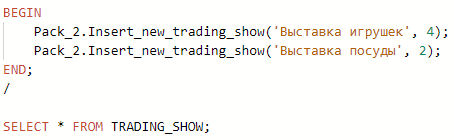 BEGIN
Pack_2.Insert_new_trading_show('Выставка игрушек', 4);
Pack_2.Insert_new_trading_show('Выставка посуды', 2);
END;
/
SELECT * FROM TRADING_SHOW;